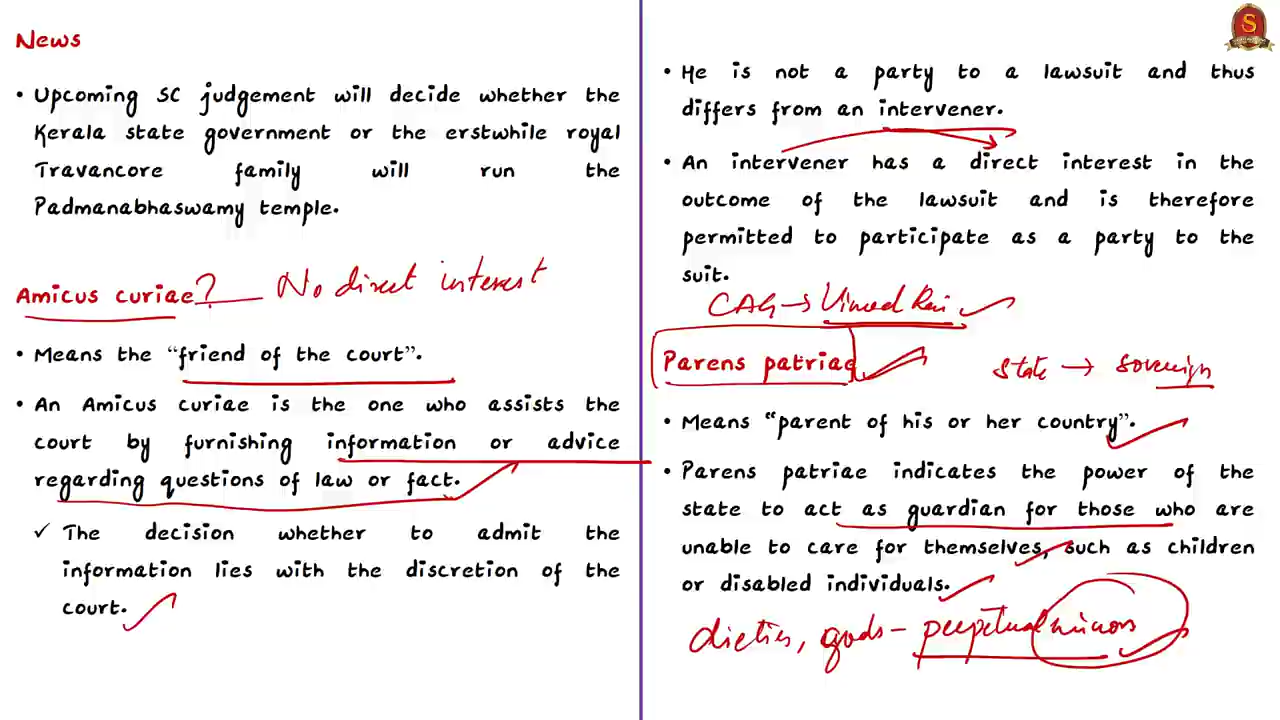 News
• Upcoming SC judgement will decide whether the
Kerala state government or the erstwhile royal
Travancore family will run the
Padmanabhaswamy temple.
Amicus curiae? No direct interest
• Means the "friend of the court".
• An Amicus curiae is the one who assists the
court by furnishing information or advice
regarding questions of law or fact.
✓ The decision whether to admit the
information lies with the discretion of the
court.
S
• He is not a party to a lawsuit and thus
differs from an intervener.
• An intervener has a direct interest in the
outcome of the lawsuit and is therefore
permitted to participate as a party to the
suit.
CAG → Vinod Rai
Parens patriae state → sovereign
• Means "parent of his or her country".
• Parens patriae indicates the power of the
state to act as guardian for those who are
unable to care for themselves, such as children
or disabled individuals.
dieties, gods - perpetual minors